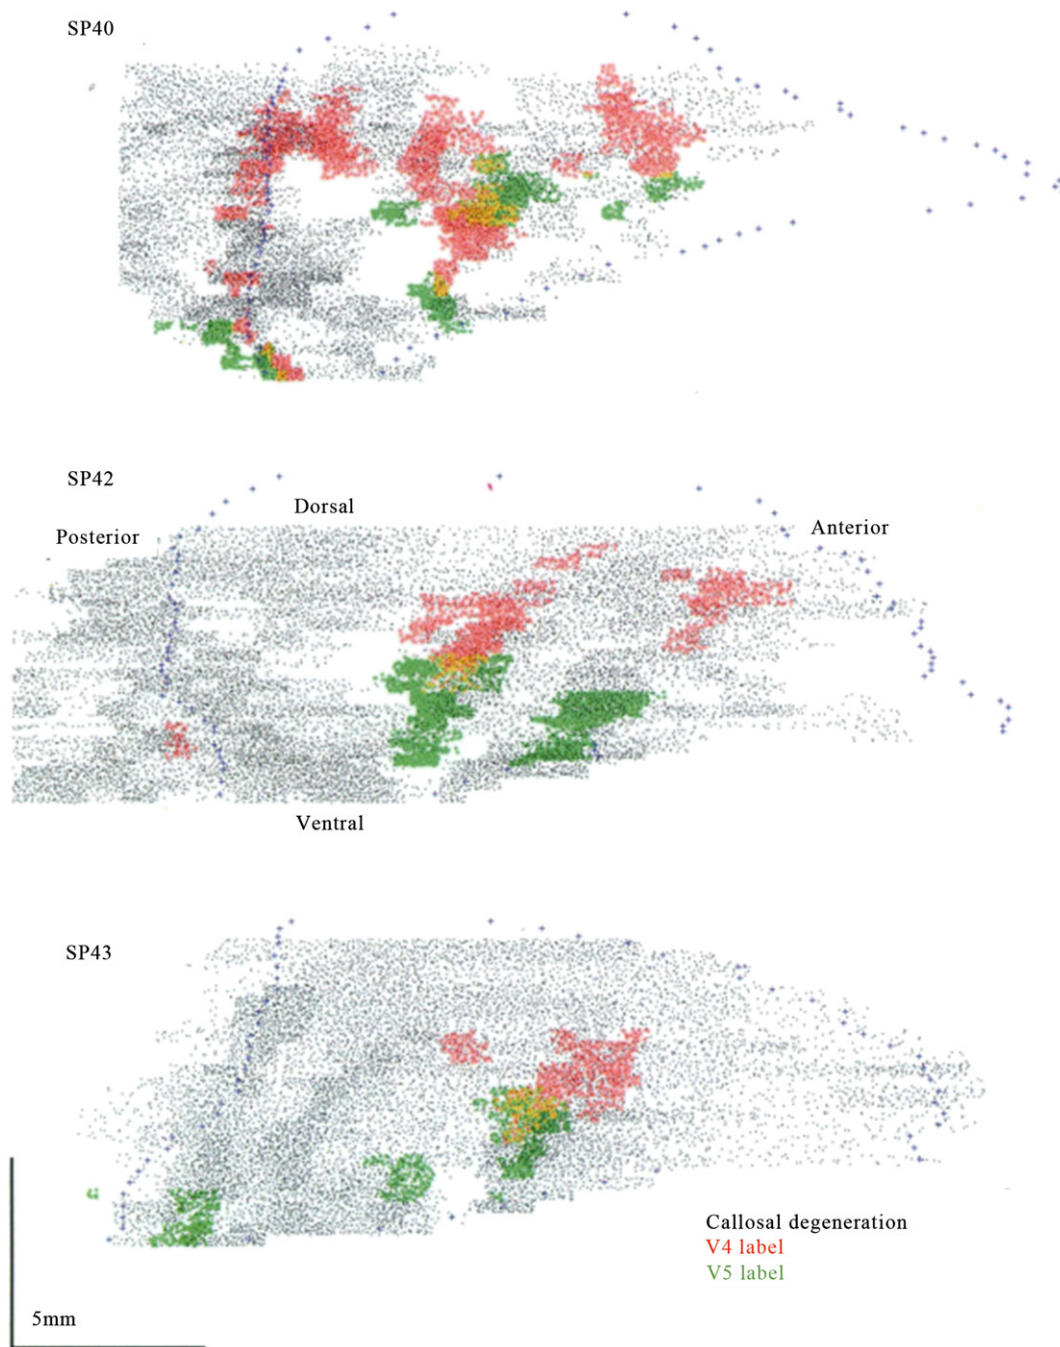 SP40
SP42
Dorsal
Posterior
Anterior
Ventral
SP43
Callosal degeneration
V4 label
V5 label
5mm